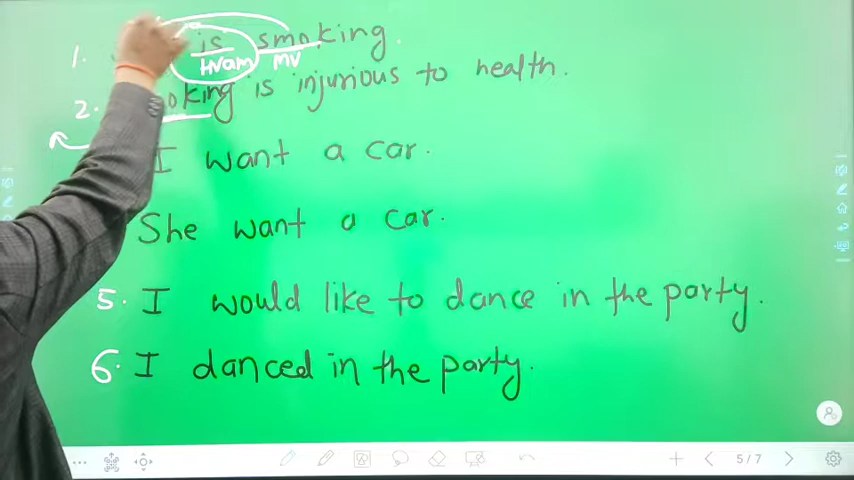 1. is smoking.
HVam MV
2. oking is injurious to health.
I want a car.
She want a car.
5. I would like to dance in the party.
6. I danced in the party.
5/7